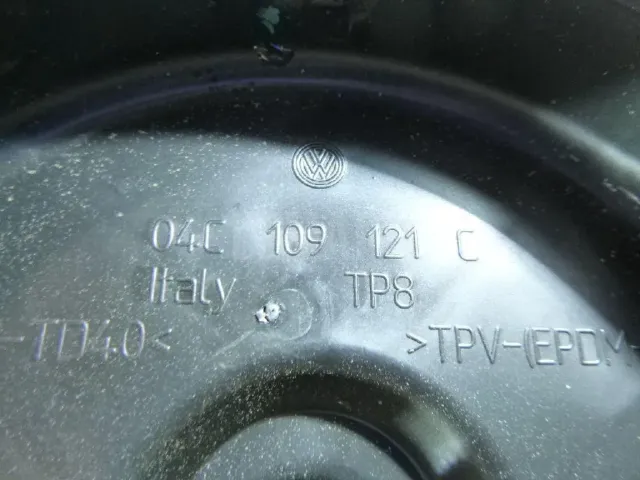 04C 109 121 C
Italy TP8
-TD40< >TPV-(EPDM-